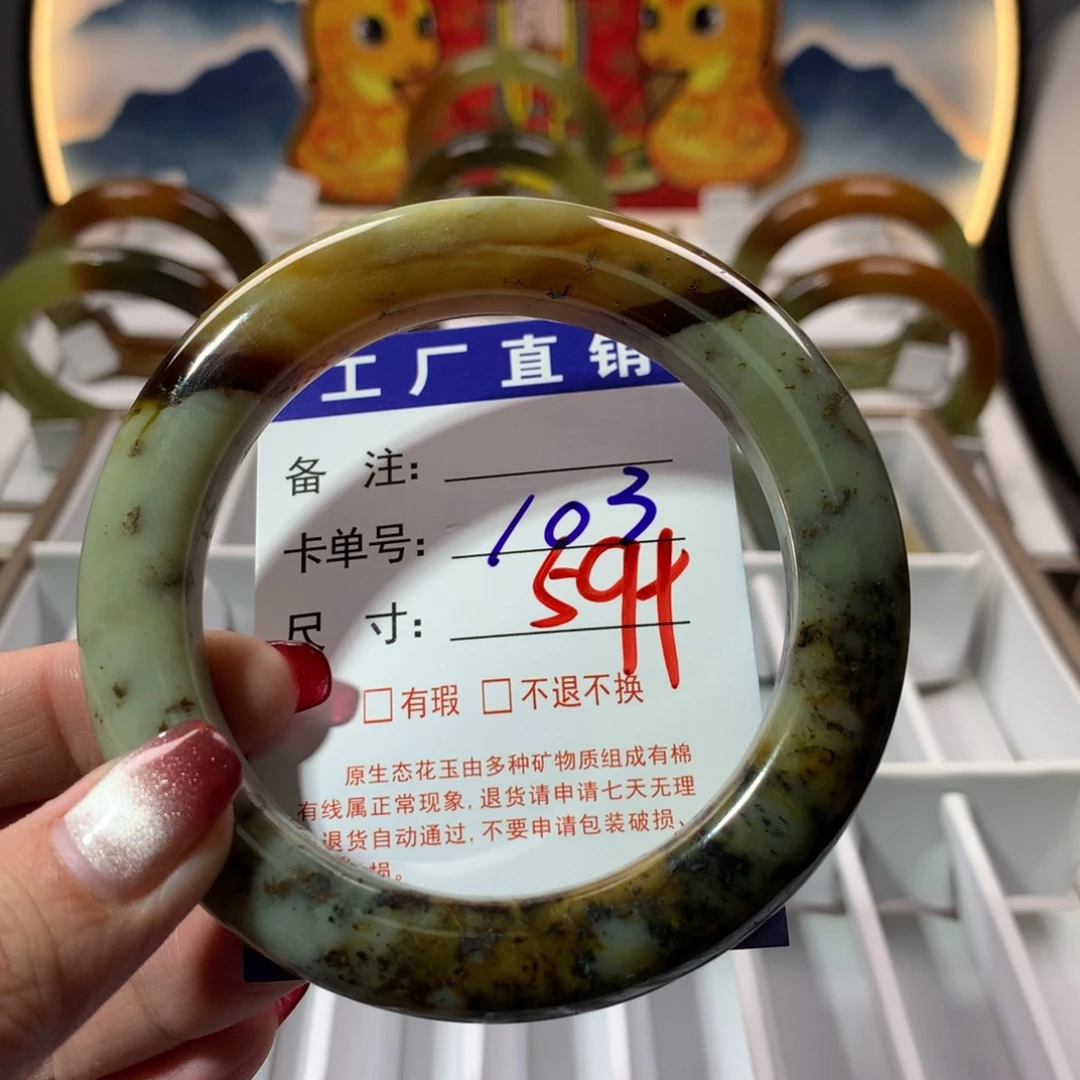 工厂直销
备 注:
卡单号: 103
尺 寸: 594
□有瑕 □不退不换
原生态花玉由多种矿物质组成有棉
有线属正常现象,退货请申请七天无理
退货自动通过,不要申请包装破损、
损。